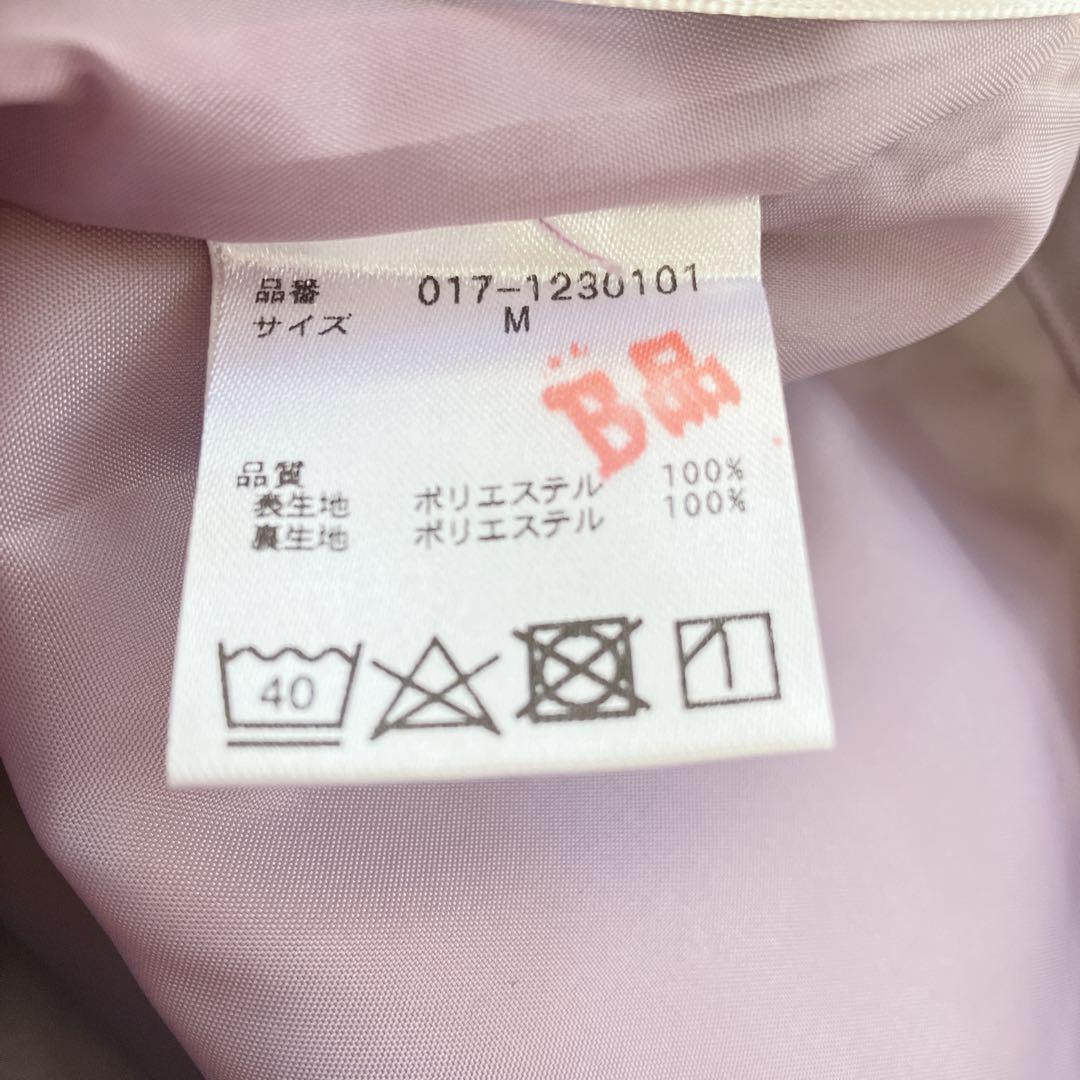 品番 017-1230101
サイズ M
B品
品質
表生地 ポリエステル 100%
裏生地 ポリエステル 100%
40